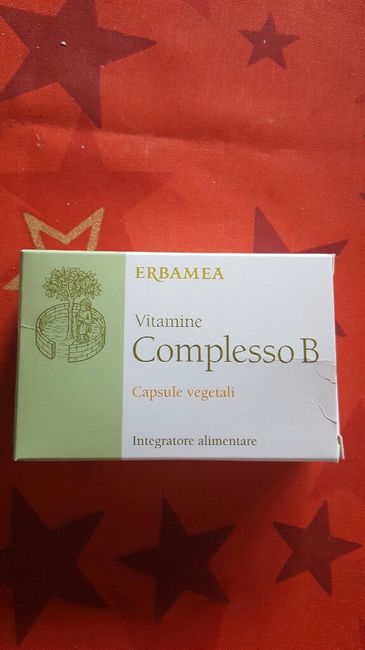 ERBAMEA
Vitamine
Complesso B
Capsule vegetali
Integratore alimentare